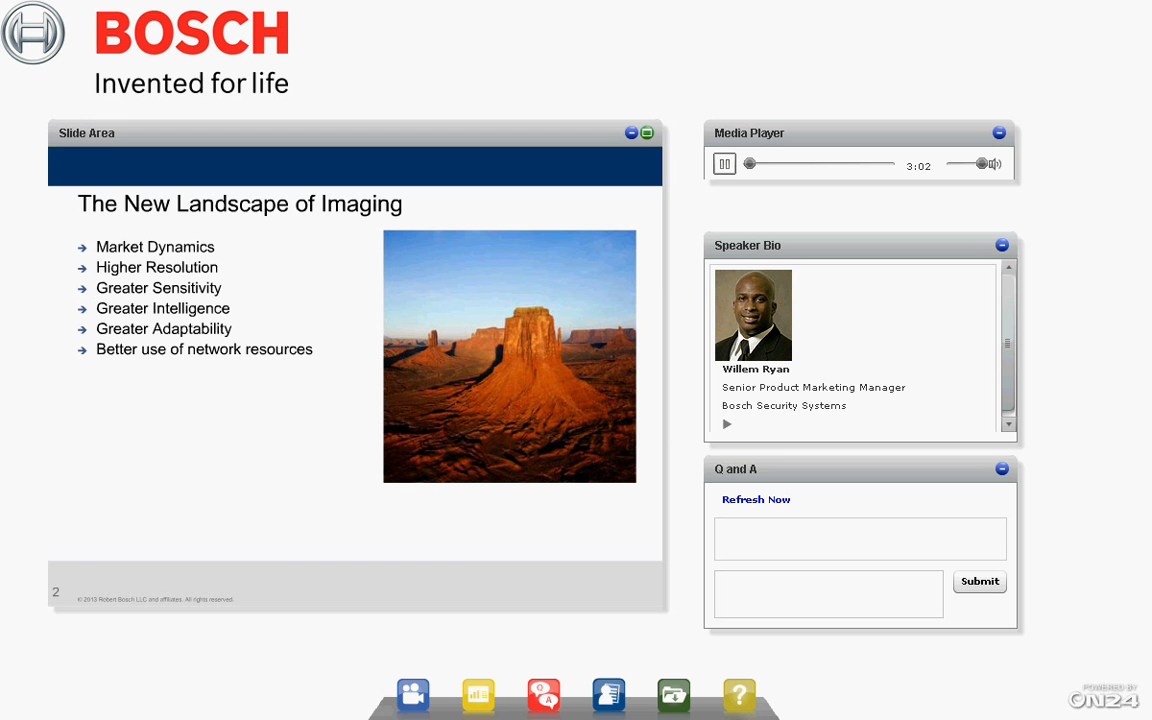 BOSCH
Invented for life
Slide Area
The New Landscape of Imaging
Market Dynamics
Higher Resolution
Greater Sensitivity
Greater Intelligence
Greater Adaptability
Better use of network resources
2
© 2013 Robert Bosch LLC and affiliates. All rights reserved.
Media Player
3:02
Speaker Bio
Willem Ryan
Senior Product Marketing Manager
Bosch Security Systems
Q and A
Refresh Now
Submit
Q
A
?
POWERED BY
ON24